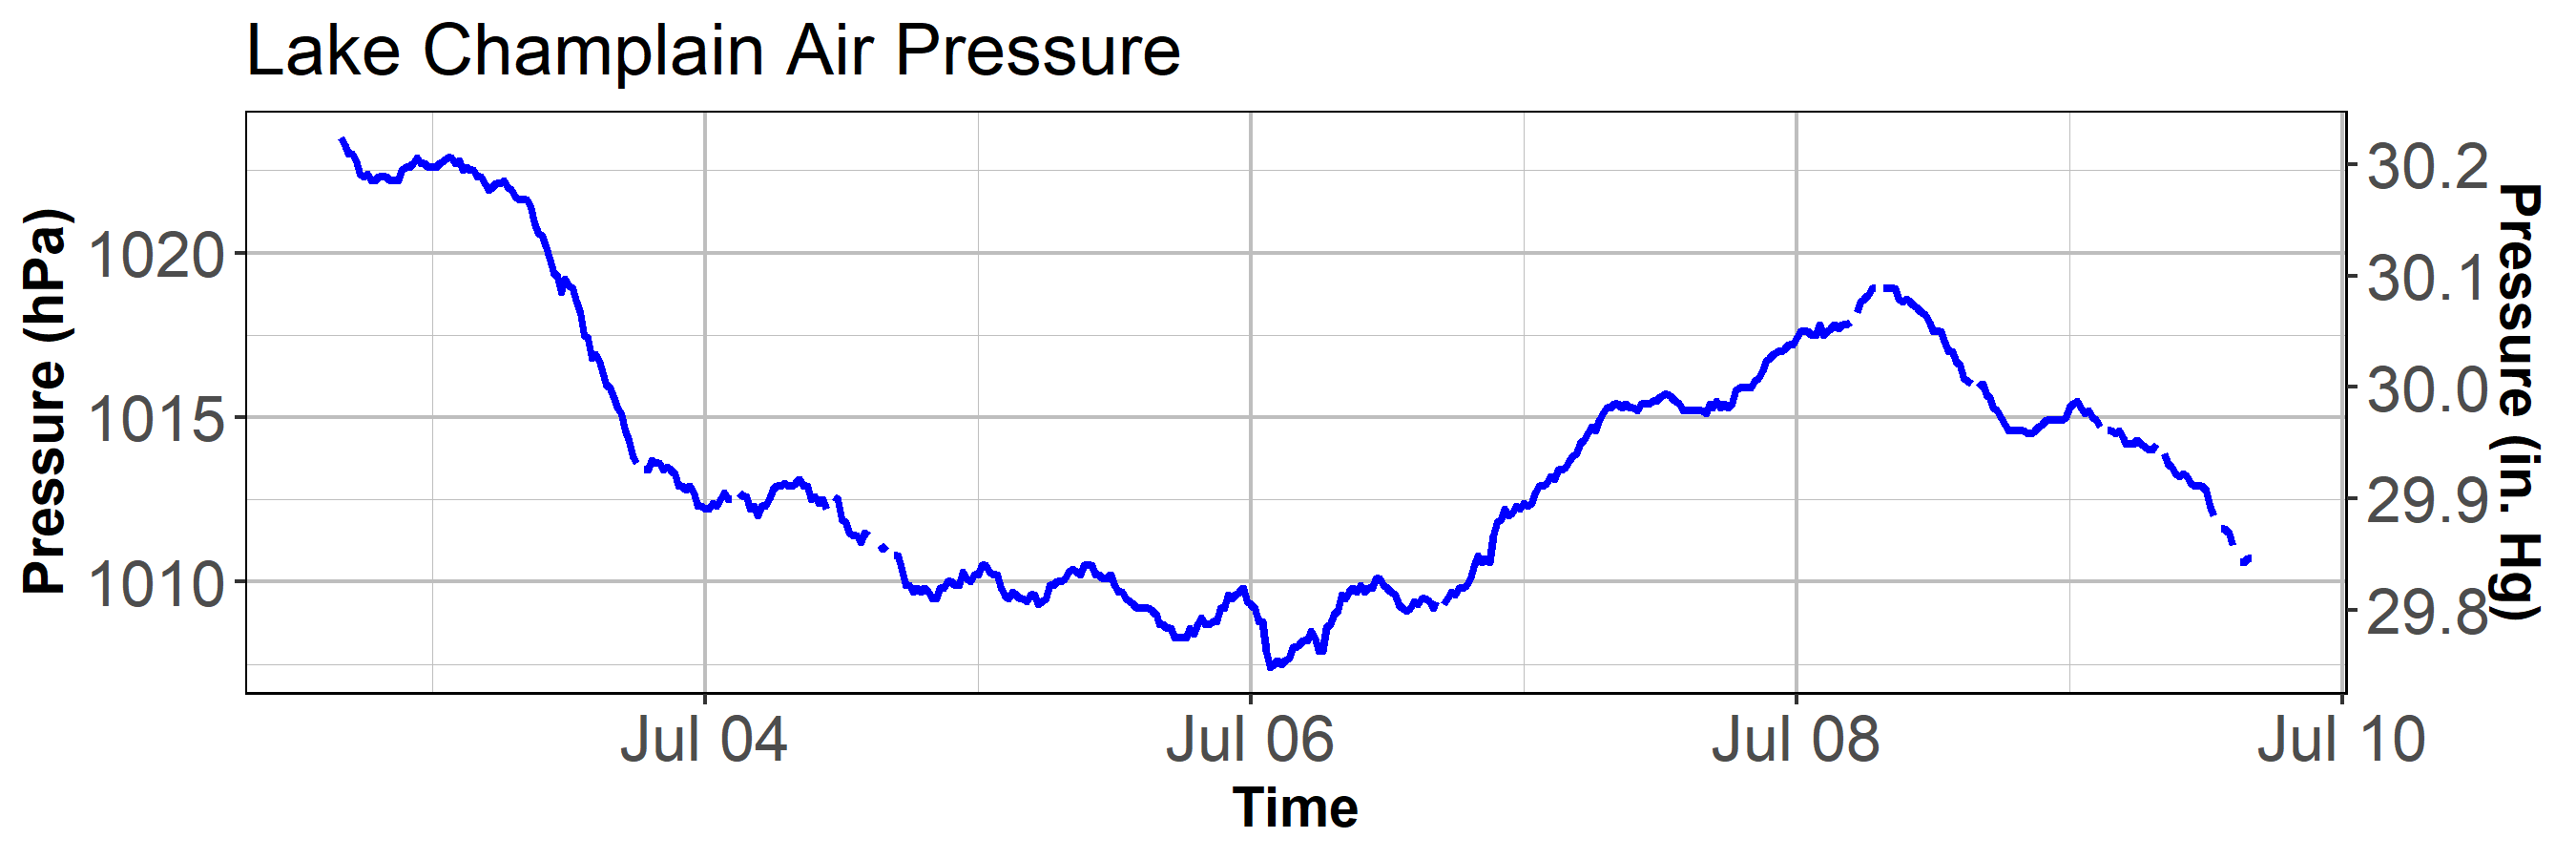 Lake Champlain Air Pressure
Pressure (hPa)
1020
1015
1010
30.2
30.1
30.0
29.9
29.8
Pressure (in. Hg)
Jul 04
Jul 06
Jul 08
Jul 10
Time